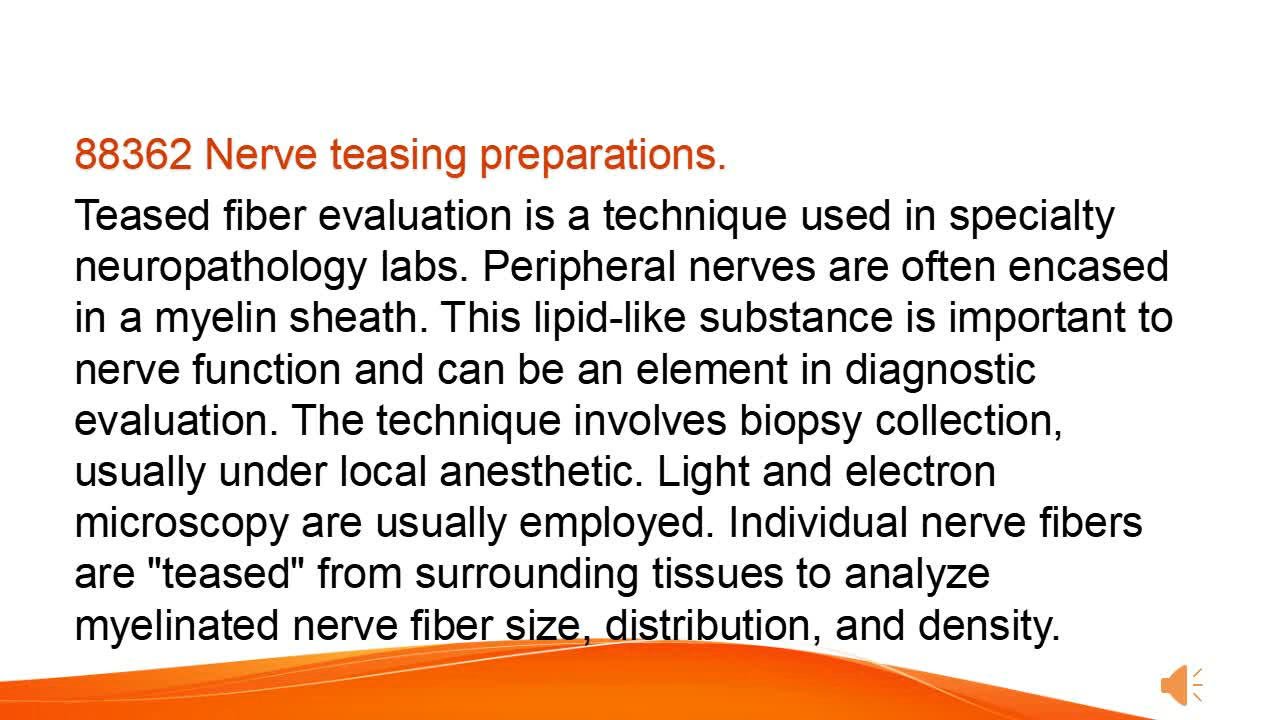 88362 Nerve teasing preparations.
Teased fiber evaluation is a technique used in specialty
neuropathology labs. Peripheral nerves are often encased
in a myelin sheath. This lipid-like substance is important to
nerve function and can be an element in diagnostic
evaluation. The technique involves biopsy collection,
usually under local anesthetic. Light and electron
microscopy are usually employed. Individual nerve fibers
are "teased" from surrounding tissues to analyze
myelinated nerve fiber size, distribution, and density.